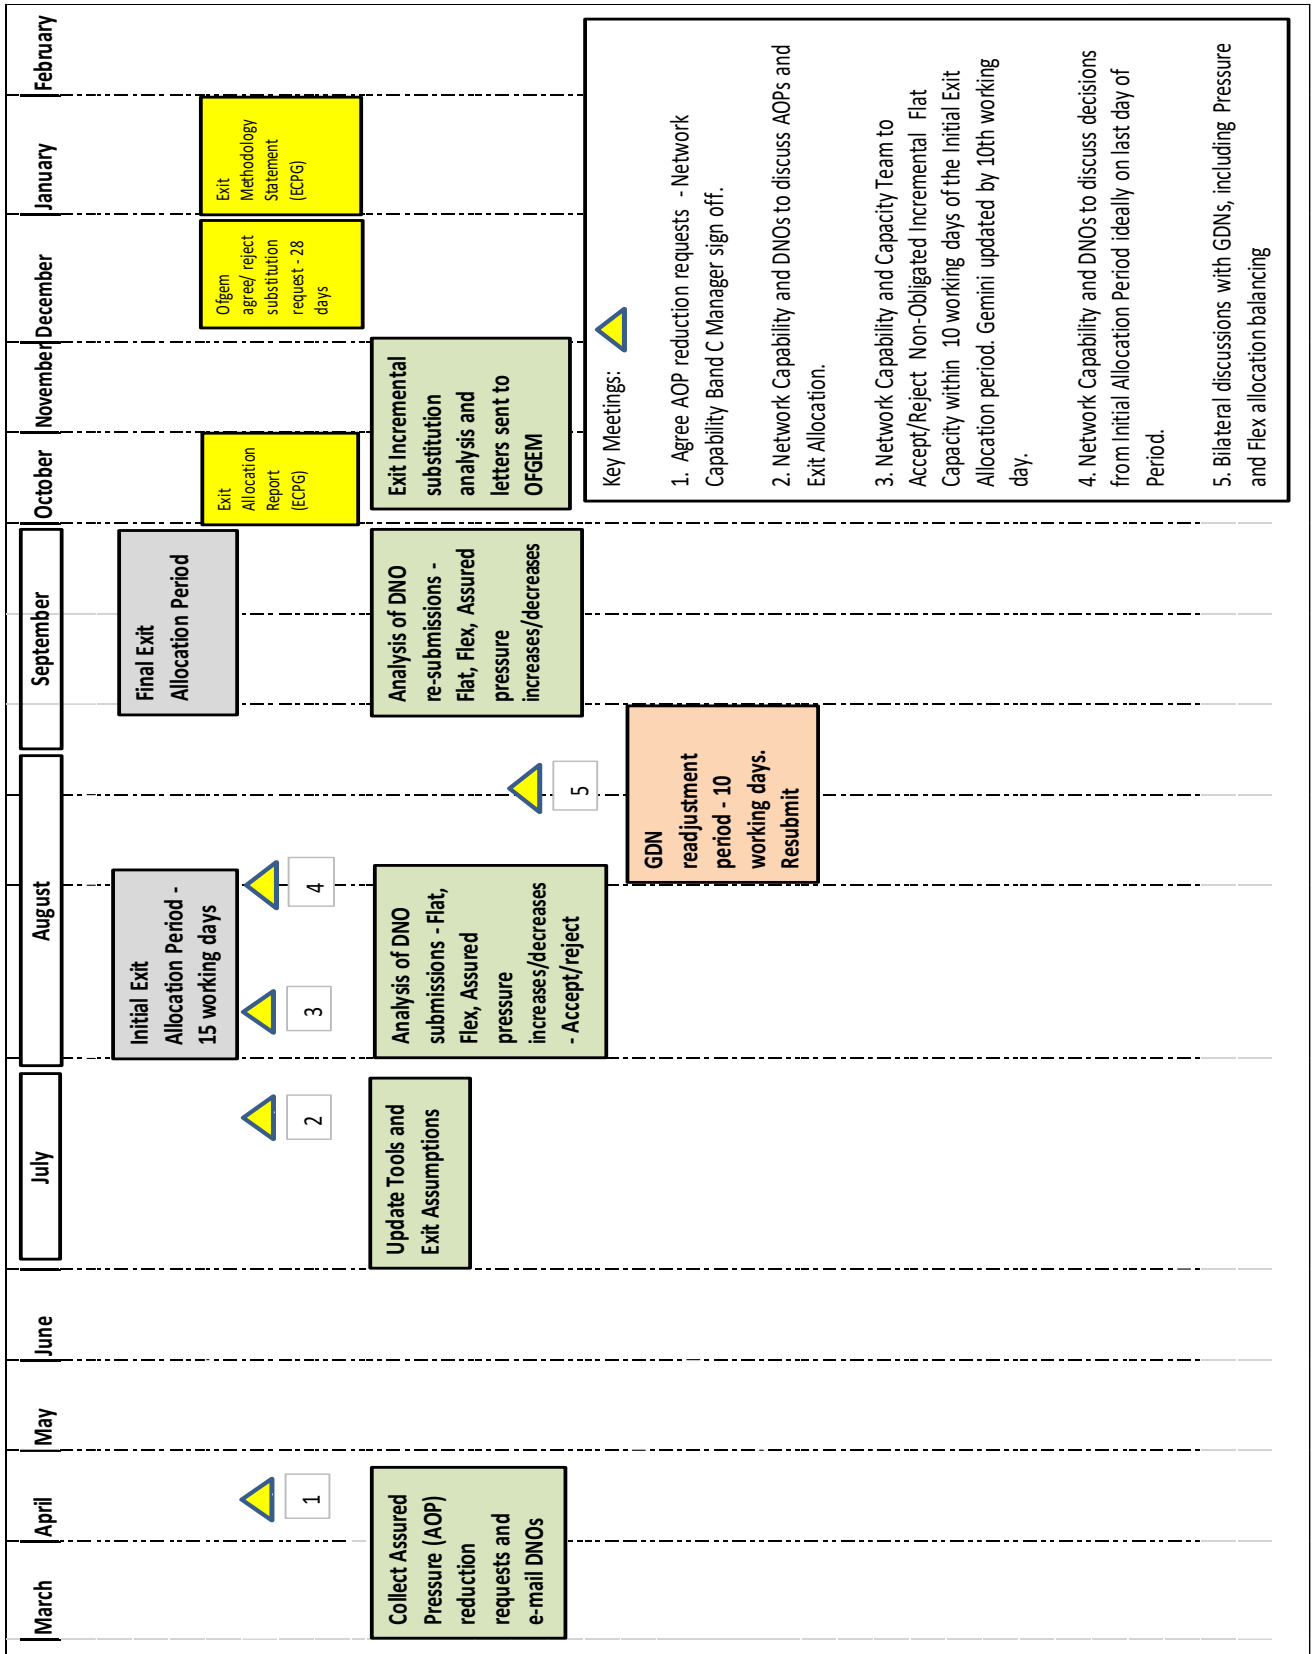 March
April
May
June
July
August
September
October
November
December
January
February
Initial Exit
Allocation Period -
15 working days
Final Exit
Allocation Period
Exit
Allocation
Report
(ECPG)
Ofgem
agree/ reject
substitution
request - 28
days
Exit
Methodology
Statement
(ECPG)
1
2
3
4
5
Collect Assured
Pressure (AOP)
reduction
requests and
e-mail DNOs
Update Tools and
Exit Assumptions
Analysis of DNO
submissions - Flat,
Flex, Assured
pressure
increases/decreases
- Accept/reject
Analysis of DNO
re-submissions -
Flat, Flex, Assured
pressure
increases/decreases
Exit Incremental
substitution
analysis and
letters sent to
OFGEM
GDN
readjustment
period - 10
working days.
Resubmit
Key Meetings:
1. Agree AOP reduction requests - Network
Capability Band C Manager sign off.
2. Network Capability and DNOs to discuss AOPs and
Exit Allocation.
3. Network Capability and Capacity Team to
Accept/Reject Non-Obligated Incremental Flat
Capacity within 10 working days of the Initial Exit
Allocation period. Gemini updated by 10th working
day.
4. Network Capability and DNOs to discuss decisions
from Initial Allocation Period ideally on last day of
Period.
5. Bilateral discussions with GDNs, including Pressure
and Flex allocation balancing